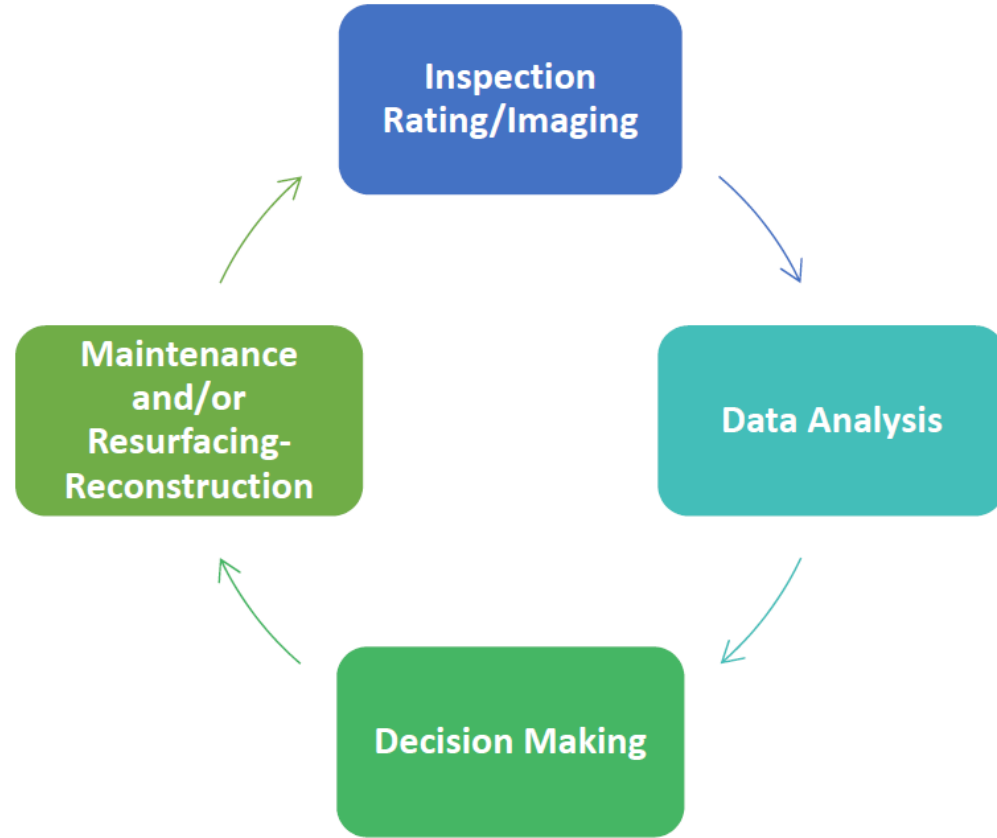 Inspection
Rating/Imaging
Data Analysis
Decision Making
Maintenance
and/or
Resurfacing-
Reconstruction